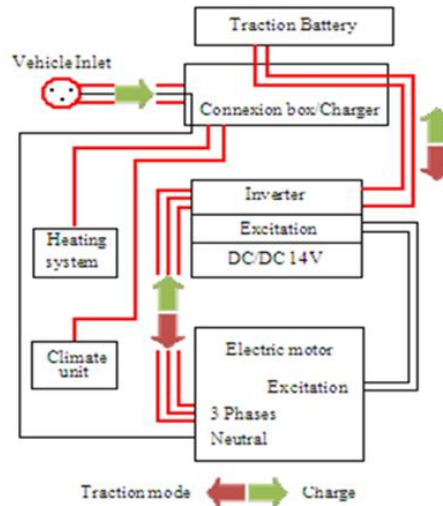 Traction Battery
Vehicle Inlet
Connexion box/Charger
Inverter
Excitation
DC/DC 14V
Heating
system
Climate
unit
Electric motor
Excitation
3 Phases
Neutral
Traction mode
Charge